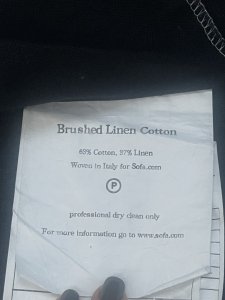 Brushed Linen Cotton
63% Cotton, 37% Linen
Woven in Italy for Sofa.com
P
professional dry clean only
For more information go to www.sofa.com